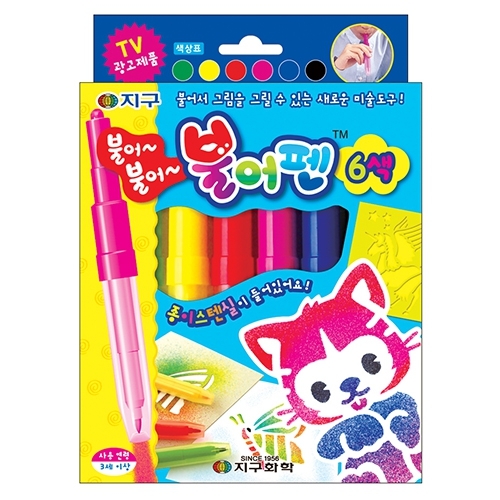 TV
광고제품
색상표
지구
불어서 그림을 그릴 수 있는 새로운 미술도구!
불어~
불어~
불어펜™
6색
종이스텐실이 들어있어요!
사용연령
3세 이상
SINCE 1956
지구화학